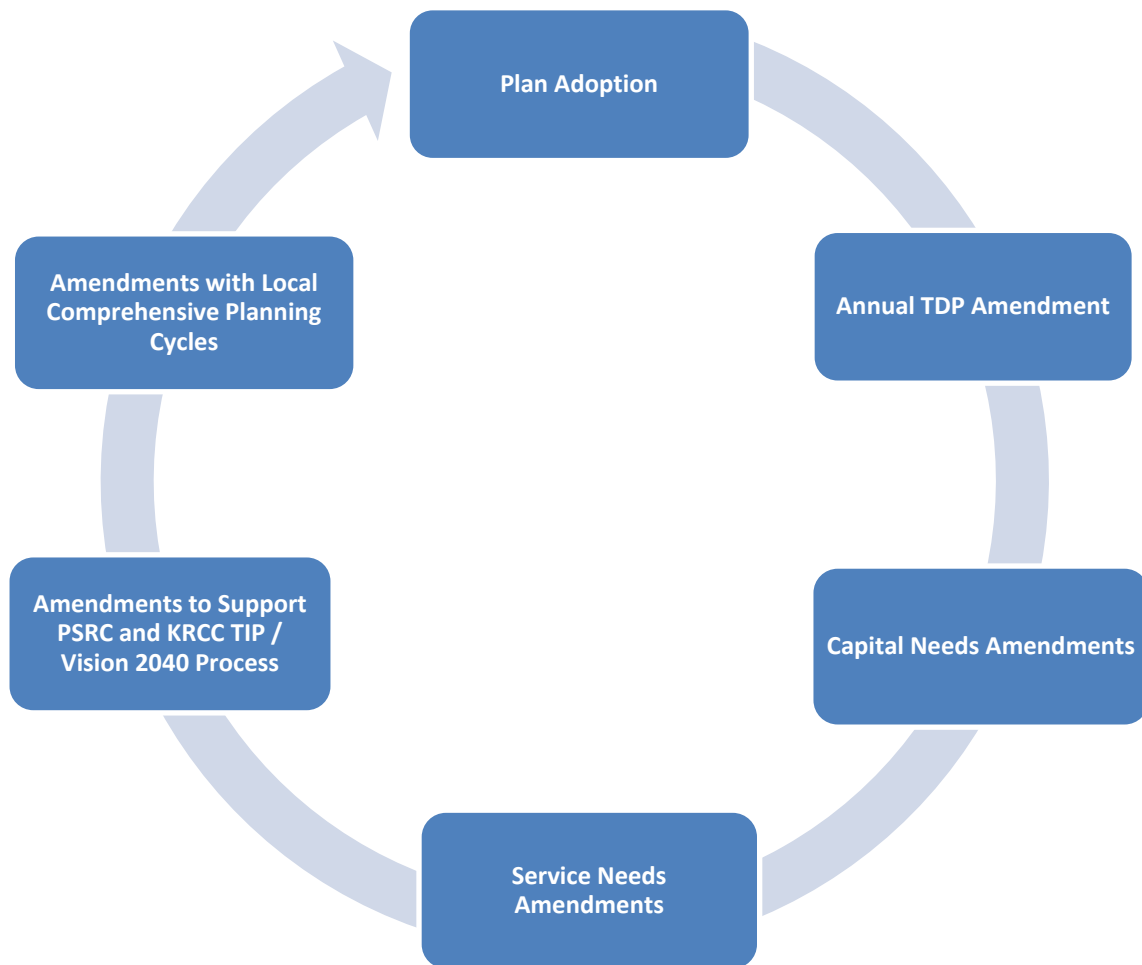 Plan Adoption
Annual TDP Amendment
Capital Needs Amendments
Service Needs
Amendments
Amendments to Support
PSRC and KRCC TIP /
Vision 2040 Process
Amendments with Local
Comprehensive Planning
Cycles